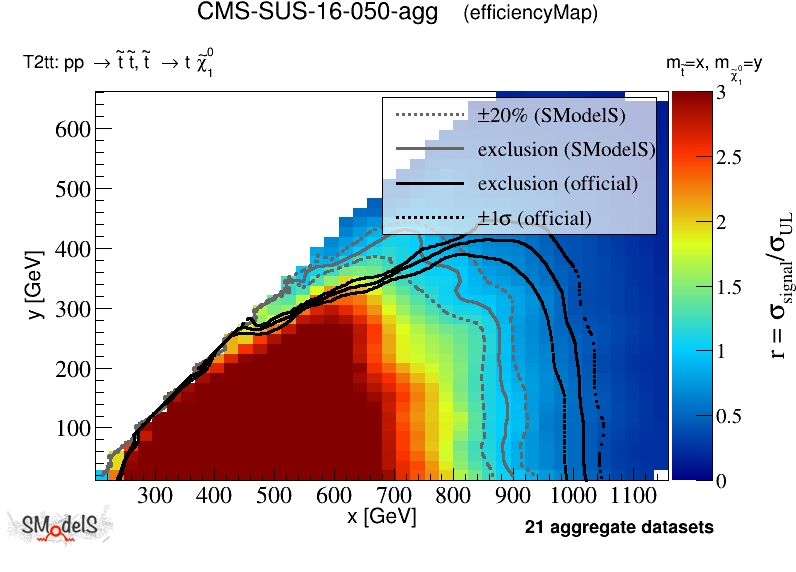 CMS-SUS-16-050-agg (efficiencyMap)
T2tt: pp → t̃ t̃, t̃ → t χ̃₁⁰
m_t̃=x, m_χ̃₁⁰=y
±20% (SModelS)
exclusion (SModelS)
exclusion (official)
±1σ (official)
600
500
400
300
200
100
y [GeV]
300 400 500 600 700 800 900 1000 1100
x [GeV]
3
2.5
2
1.5
1
0.5
0
r = σ_signal/σ_UL
SModelS
21 aggregate datasets